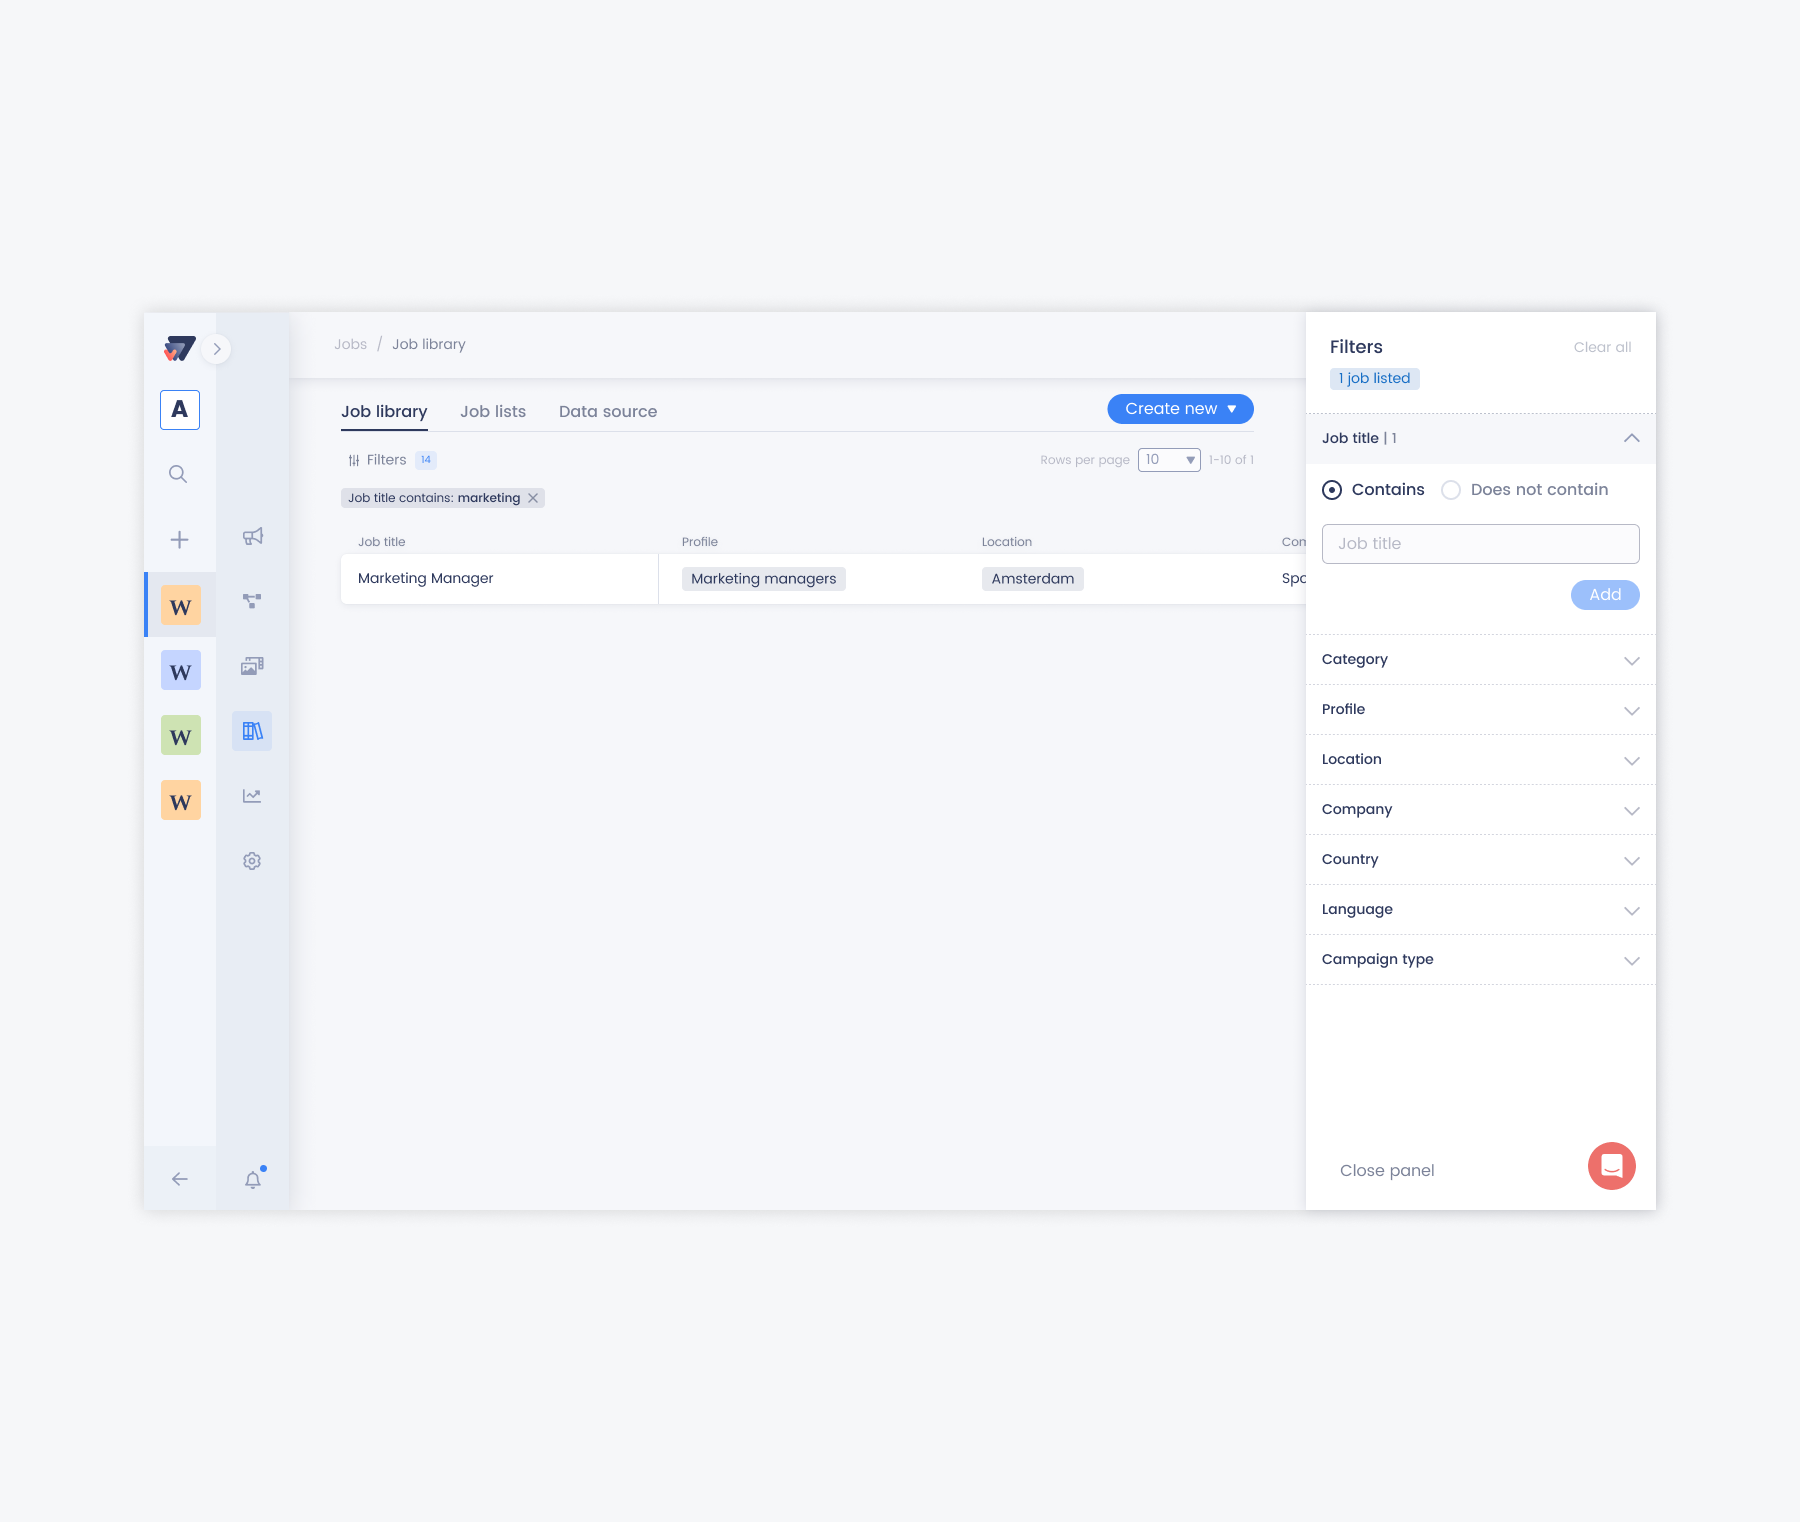 Jobs / Job library
A
W
W
W
W
Job library
Job lists
Data source
Create new
Filters 14
Rows per page 10 1-10 of 1
Job title contains: marketing
Job title
Profile
Location
Com
Marketing Manager
Marketing managers
Amsterdam
Spo
Filters
Clear all
1 job listed
Job title | 1
Contains
Does not contain
Job title
Add
Category
Profile
Location
Company
Country
Language
Campaign type
Close panel